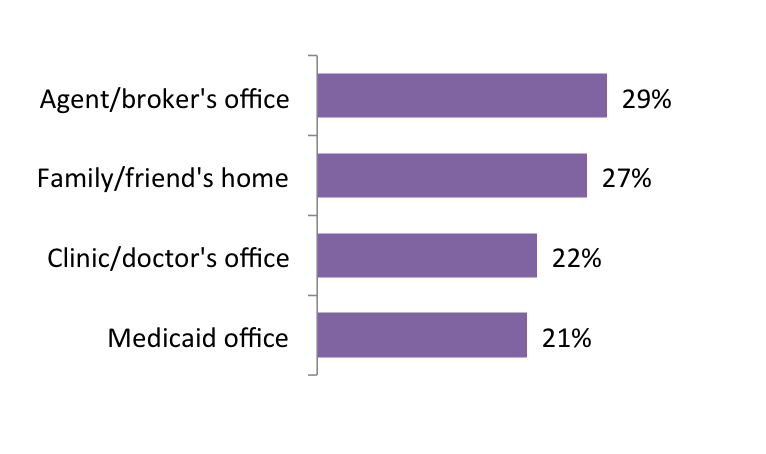 Agent/broker's office 29%
Family/friend's home 27%
Clinic/doctor's office 22%
Medicaid office 21%